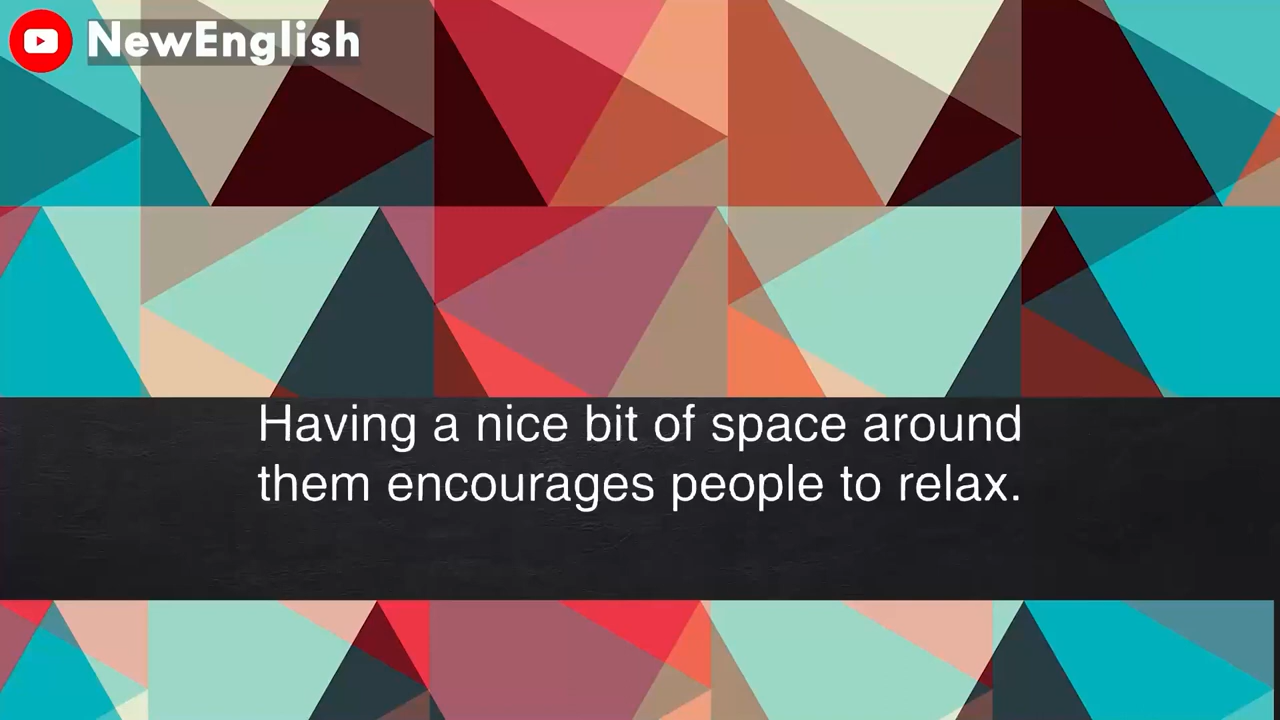 NewEnglish
Having a nice bit of space around
them encourages people to relax.